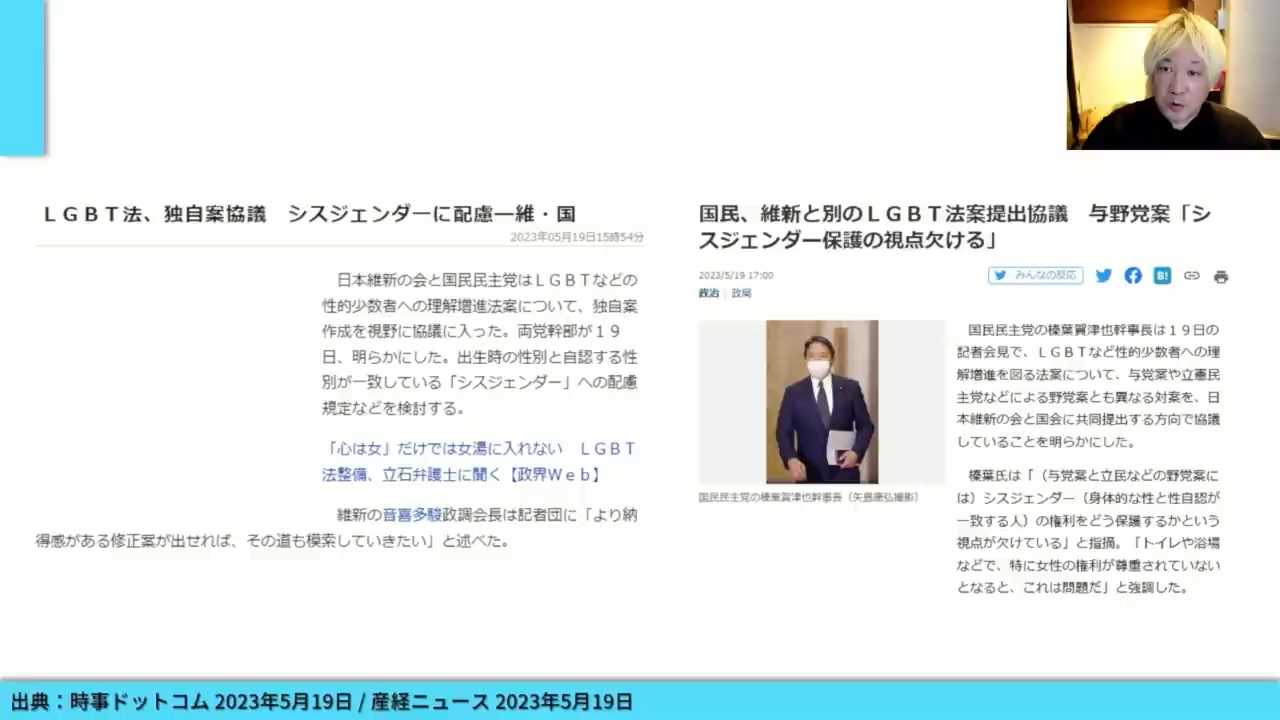 ＬＧＢＴ法、独自案協議　シスジェンダーに配慮―維・国
2023年05月19日15時54分
日本維新の会と国民民主党はＬＧＢＴなどの
性的少数者への理解増進法案について、独自案
作成を視野に協議に入った。両党幹部が１９
日、明らかにした。出生時の性別と自認する性
別が一致している「シスジェンダー」への配慮
規定などを検討する。
「心は女」だけでは女湯に入れない　ＬＧＢＴ
法整備、立石弁護士に聞く【政界Ｗｅｂ】
維新の音喜多駿政調会長は記者団に「より納
得感がある修正案が出せれば、その道も模索していきたい」と述べた。
国民、維新と別のＬＧＢＴ法案提出協議　与野党案「シ
スジェンダー保護の視点欠ける」
2023/5/19 17:00
みんなの反応
B!
政治 | 政局
国民民主党の榛葉賀津也幹事長（矢島康弘撮影）
国民民主党の榛葉賀津也幹事長は１９日の
記者会見で、ＬＧＢＴなど性的少数者への理
解増進を図る法案について、与党案や立憲民
主党などによる野党案とも異なる対案を、日
本維新の会と国会に共同提出する方向で協議
していることを明らかにした。
榛葉氏は「（与党案と立民などの野党案に
は）シスジェンダー（身体的な性と性自認が
一致する人）の権利をどう保護するかという
視点が欠けている」と指摘。「トイレや浴場
などで、特に女性の権利が尊重されていない
となると、これは問題だ」と強調した。
出典：時事ドットコム 2023年5月19日 / 産経ニュース 2023年5月19日